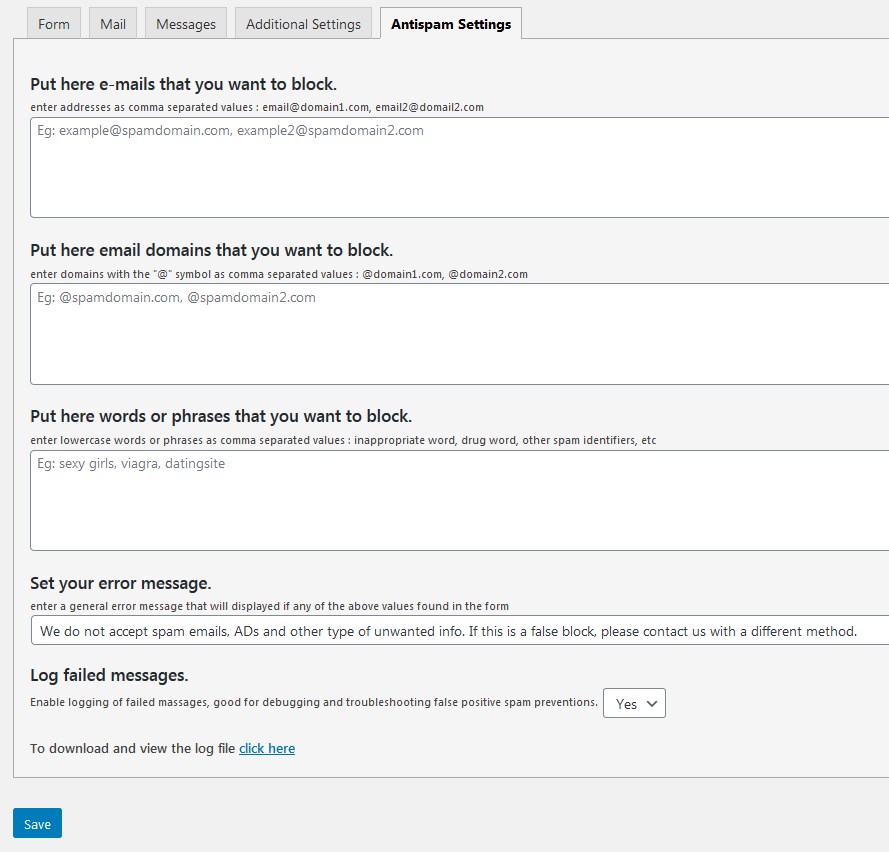 Form Mail Messages Additional Settings Antispam Settings
Put here e-mails that you want to block.
enter addresses as comma separated values : email@domain1.com, email2@domail2.com
Eg: example@spamdomain.com, example2@spamdomain2.com
Put here email domains that you want to block.
enter domains with the "@" symbol as comma separated values : @domain1.com, @domain2.com
Eg: @spamdomain.com, @spamdomain2.com
Put here words or phrases that you want to block.
enter lowercase words or phrases as comma separated values : inappropriate word, drug word, other spam identifiers, etc
Eg: sexy girls, viagra, datingsite
Set your error message.
enter a general error message that will displayed if any of the above values found in the form
We do not accept spam emails, ADs and other type of unwanted info. If this is a false block, please contact us with a different method.
Log failed messages.
Enable logging of failed massages, good for debugging and troubleshooting false positive spam preventions. Yes
To download and view the log file click here
Save